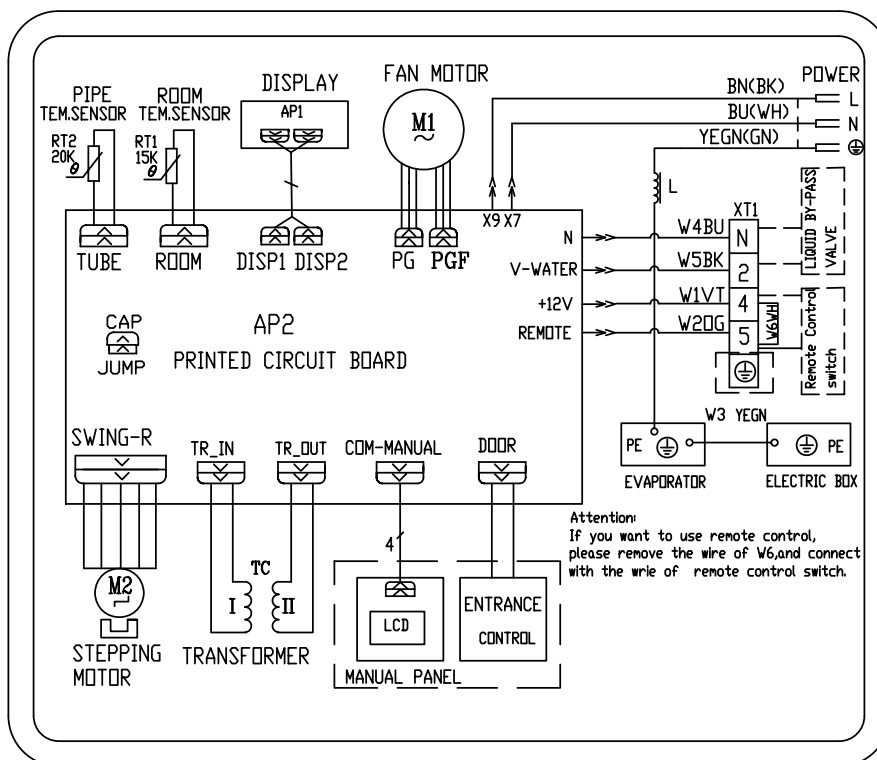 PIPE
TEM.SENSOR
ROOM
TEM.SENSOR
DISPLAY
FAN MOTOR
POWER
RT2
20K
θ
RT1
15K
θ
AP1
M1
~
BN(BK)
L
BU(WH)
N
YEGN(GN)
L
X9 X7
XT1
LIQUID BY-PASS
VALVE
TUBE
ROOM
DISP1 DISP2
PG PGF
N
W4BU
N
V-WATER
W5BK
2
+12V
W1VT
4
REMOTE
W2OG
5
W6WH
Remote Control
switch
CAP
JUMP
AP2
PRINTED CIRCUIT BOARD
W3 YEGN
PE
EVAPORATOR
PE
ELECTRIC BOX
SWING-R
TR_IN
TR_OUT
COM-MANUAL
DOOR
Attention:
If you want to use remote control,
please remove the wire of W6,and connect
with the wrie of remote control switch.
4
M2
TC
I
II
LCD
ENTRANCE
CONTROL
STEPPING
MOTOR
TRANSFORMER
MANUAL PANEL